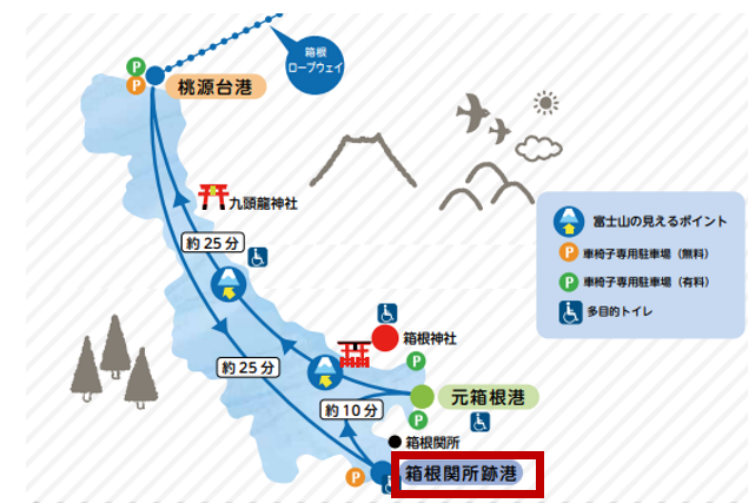 箱根
ロープウェイ
P
P
桃源台港
九頭龍神社
約25分
富士山の見えるポイント
P 車椅子専用駐車場（無料）
P 車椅子専用駐車場（有料）
多目的トイレ
箱根神社
P
約25分
元箱根港
約10分
P
箱根関所
P
箱根関所跡港